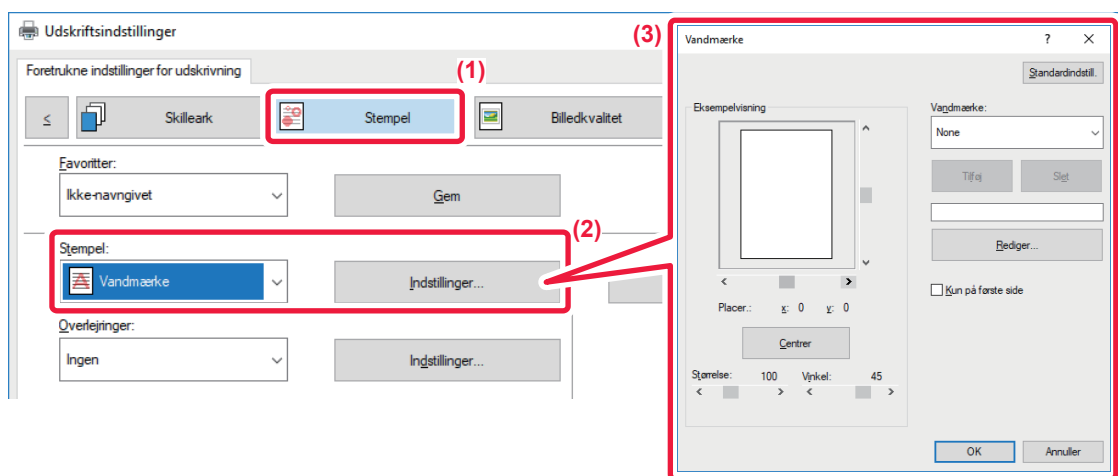 Udskriftsindstillinger
Foretrukne indstillinger for udskrivning
(1)
<
Skilleark
Stempel
Billedkvalitet
Favoritter:
Ikke-navngivet
Gem
(2)
Stempel:
Vandmærke
Indstillinger...
Overlejringer:
Ingen
Indstillinger...
(3)
Vandmærke
?
Standardindstill.
Eksempelvisning
Vandmærke:
None
Tilføj
Slet
Rediger...
Kun på første side
Placer.: x: 0 y: 0
Centrer
Størrelse: 100 Vinkel: 45
OK
Annuller